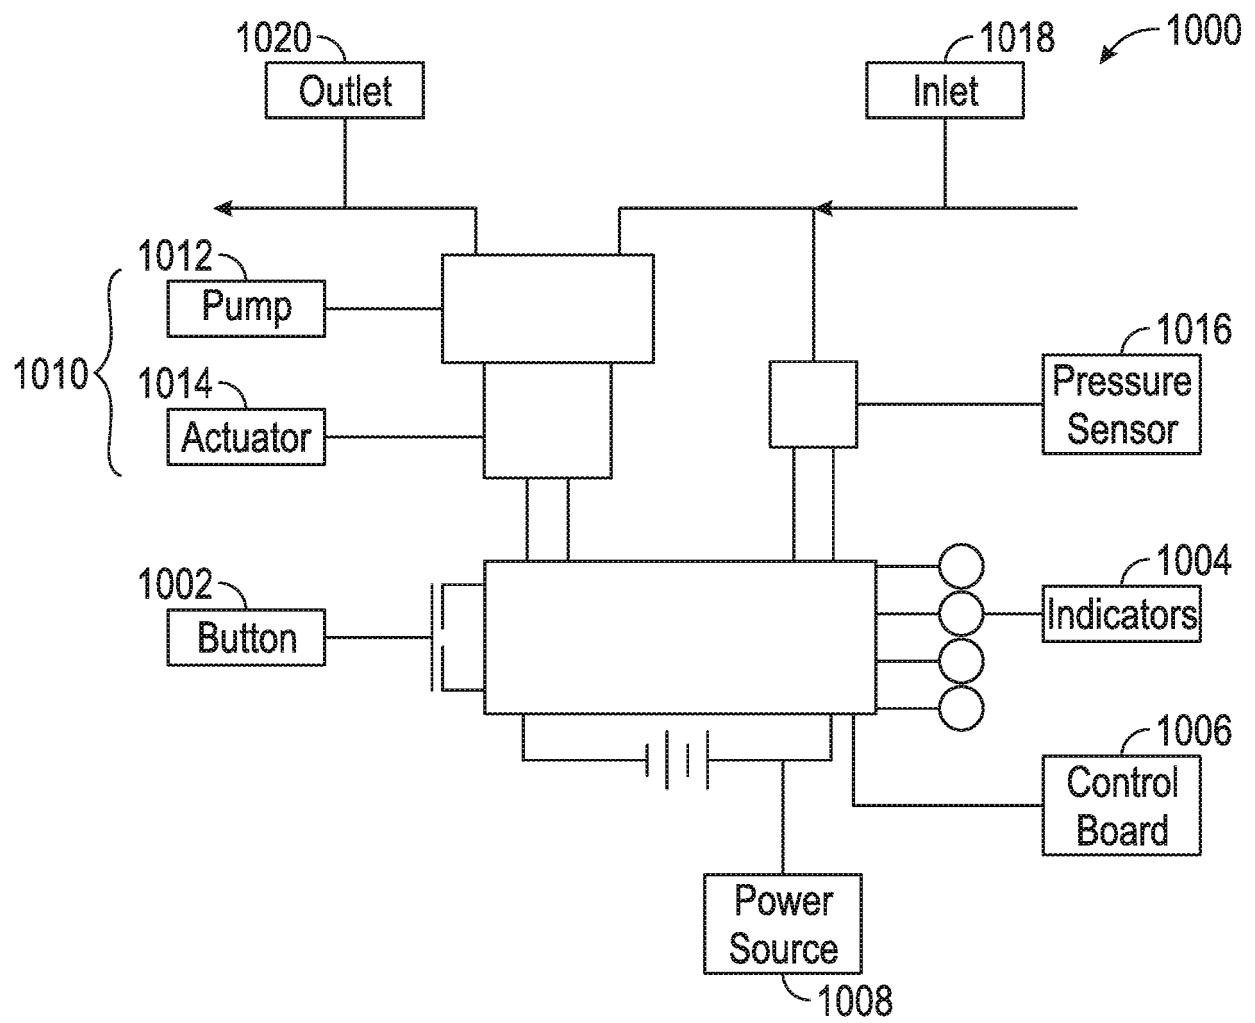 1020
1018
1000
Outlet
Inlet
1012
Pump
1010
1014
Actuator
1016
Pressure
Sensor
1002
Button
1004
Indicators
1006
Control
Board
Power
Source
1008